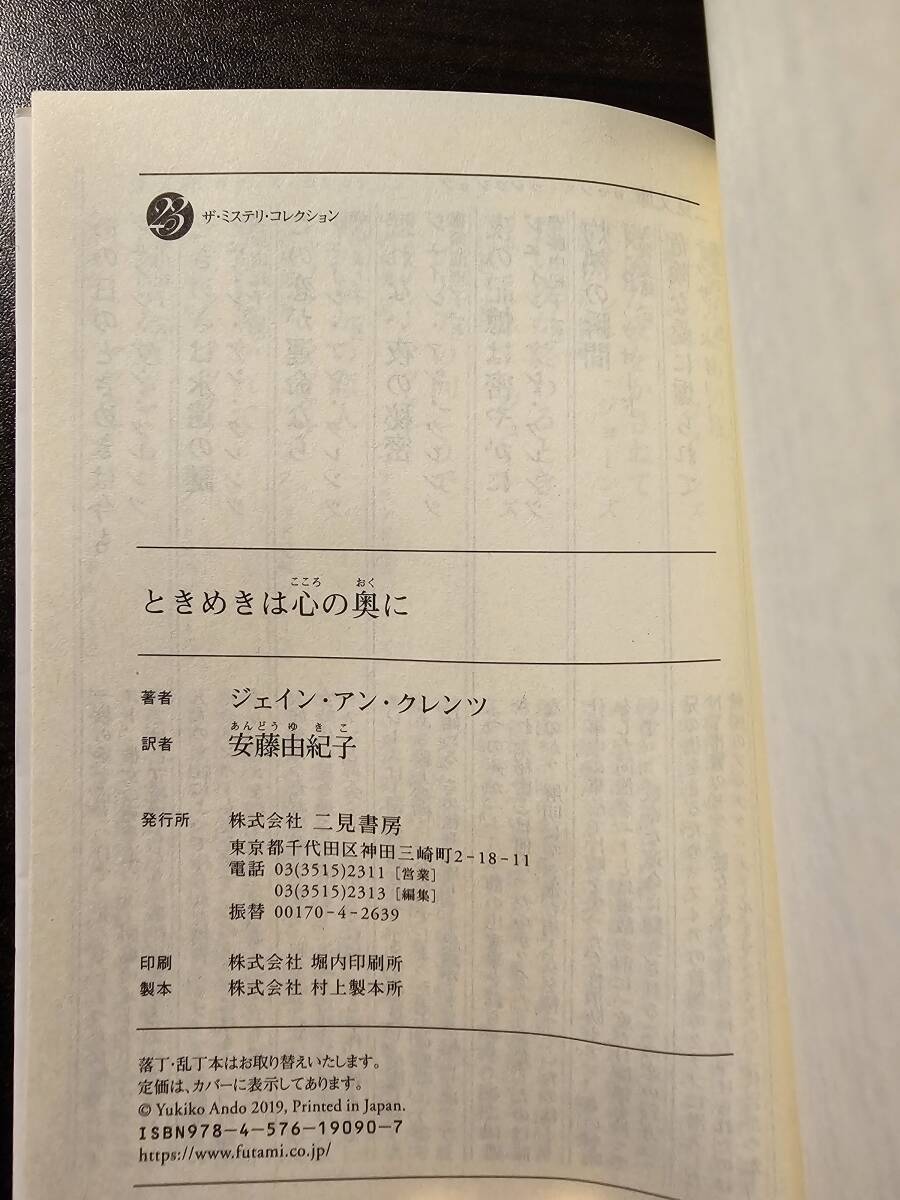 23 ザ・ミステリ・コレクション
ときめきは心の奥に
こころ おく
著者 ジェイン・アン・クレンツ
あんどう ゆ き こ
訳者 安藤由紀子
発行所 株式会社 二見書房
東京都千代田区神田三崎町2-18-11
電話 03(3515)2311 [営業]
03(3515)2313 [編集]
振替 00170-4-2639
印刷 株式会社 堀内印刷所
製本 株式会社 村上製本所
落丁・乱丁本はお取り替えいたします。
定価は、カバーに表示してあります。
© Yukiko Ando 2019, Printed in Japan.
ISBN978-4-576-19090-7
https://www.futami.co.jp/